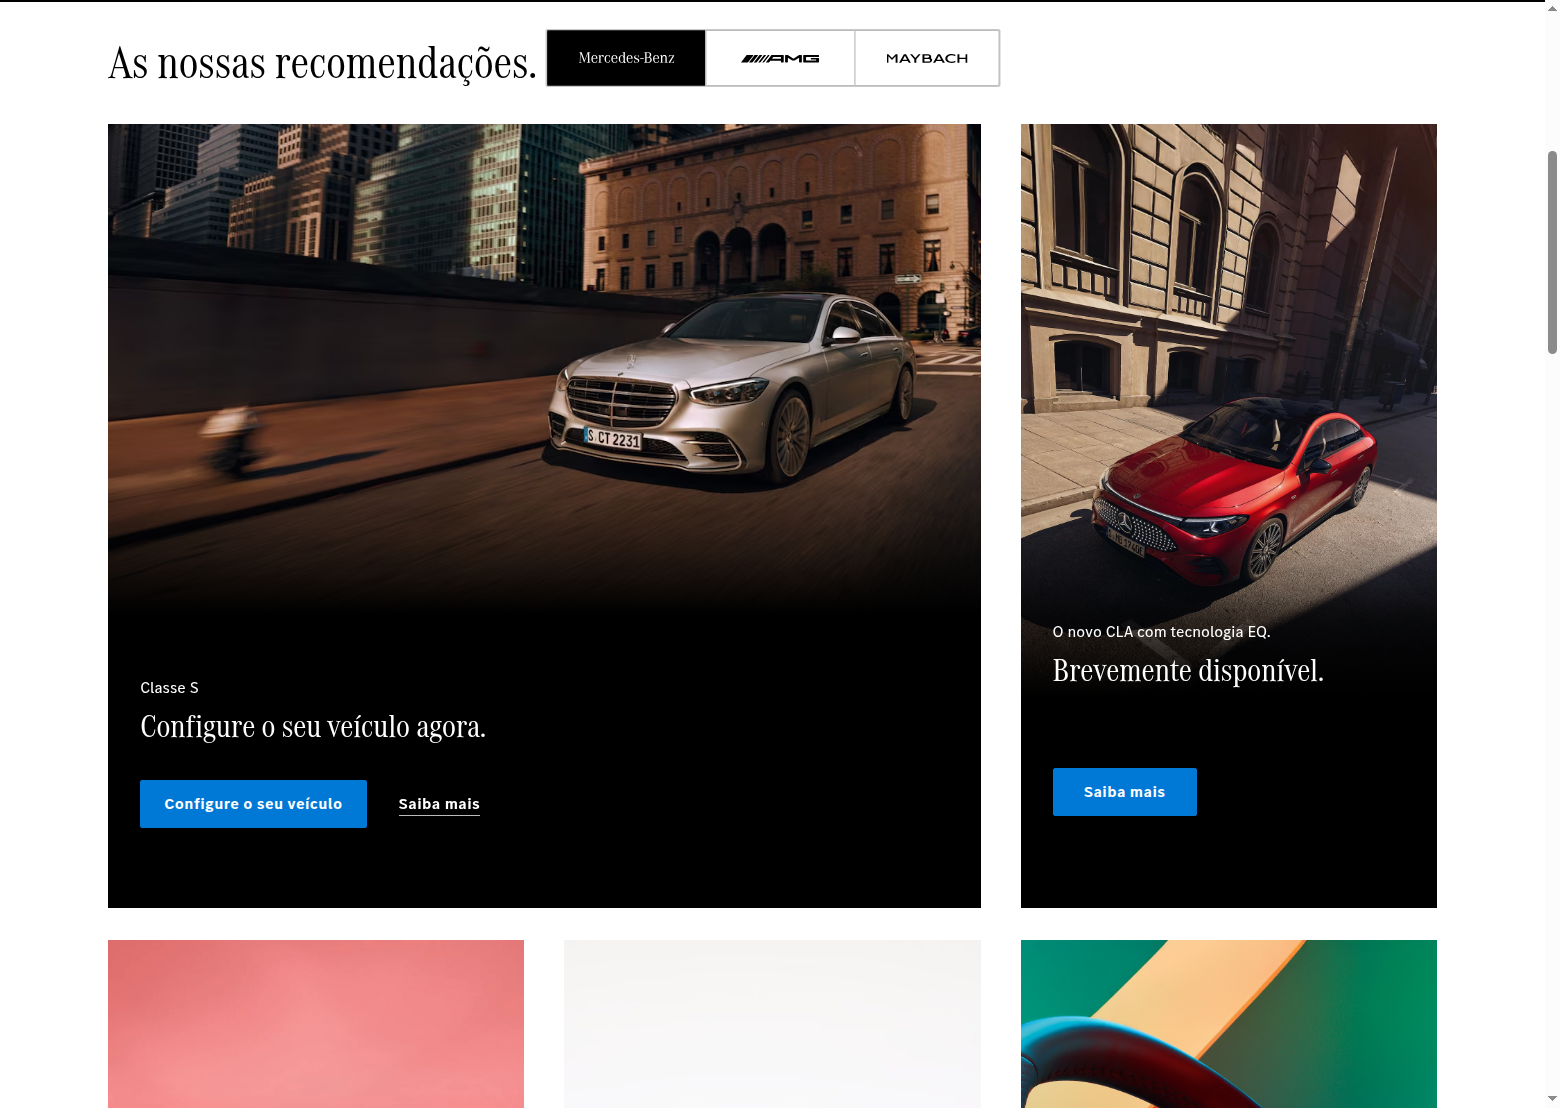 As nossas recomendações.
Mercedes-Benz
AMG
MAYBACH
S CT 2231
Classe S
Configure o seu veículo agora.
Configure o seu veículo
Saiba mais
O novo CLA com tecnologia EQ.
Brevemente disponível.
Saiba mais